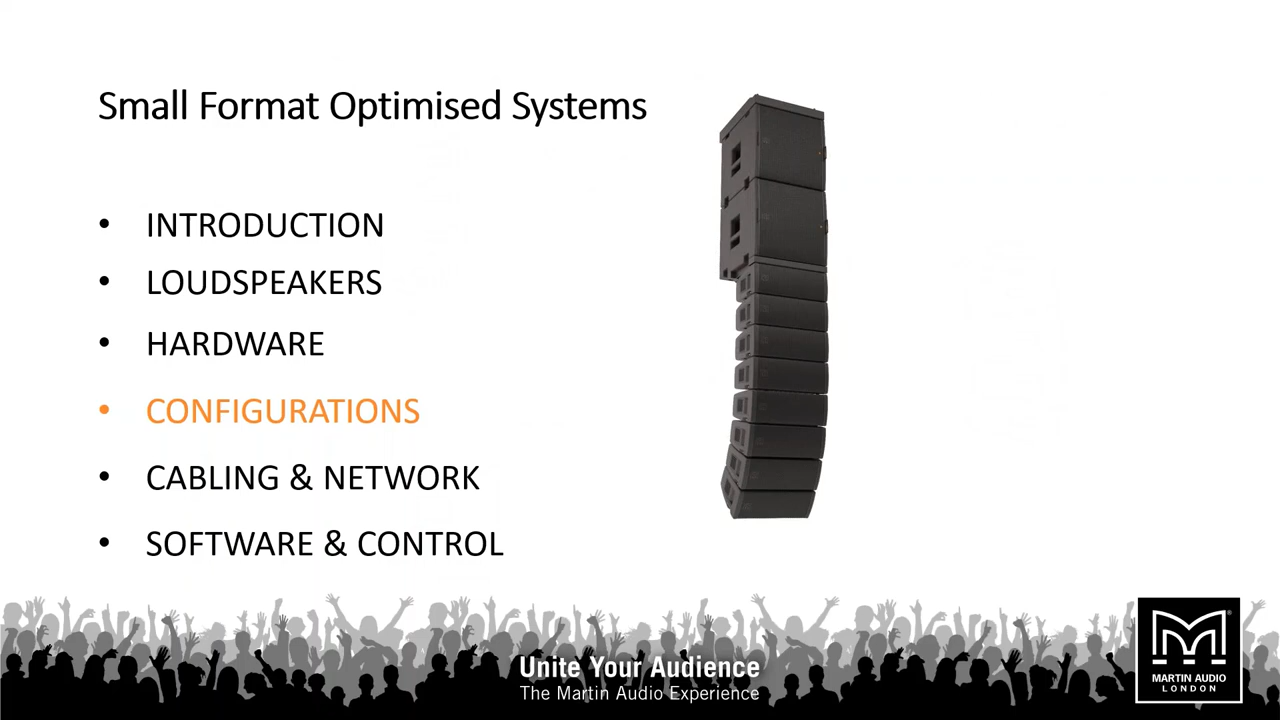 Small Format Optimised Systems
• INTRODUCTION
• LOUDSPEAKERS
• HARDWARE
• CONFIGURATIONS
• CABLING & NETWORK
• SOFTWARE & CONTROL
Unite Your Audience
The Martin Audio Experience
®
MARTIN AUDIO
LONDON